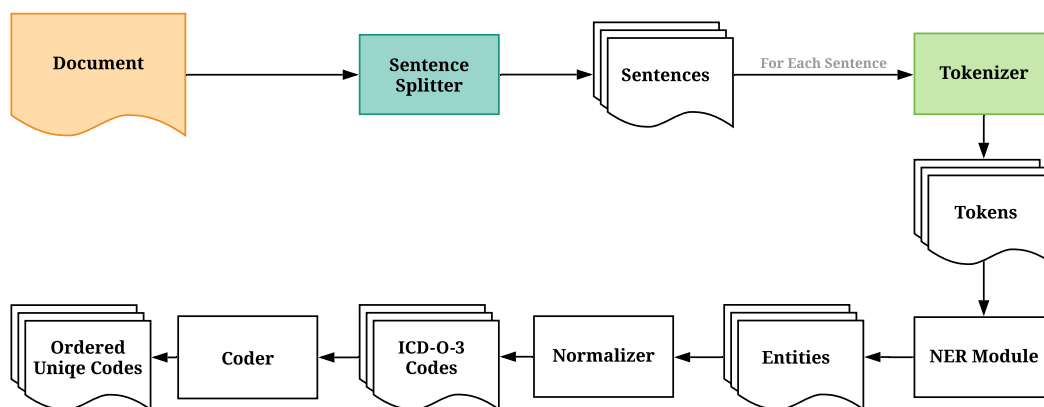 Document
Sentence
Splitter
Sentences
For Each Sentence
Tokenizer
Tokens
NER Module
Entities
Normalizer
ICD-O-3
Codes
Coder
Ordered
Uniqe Codes